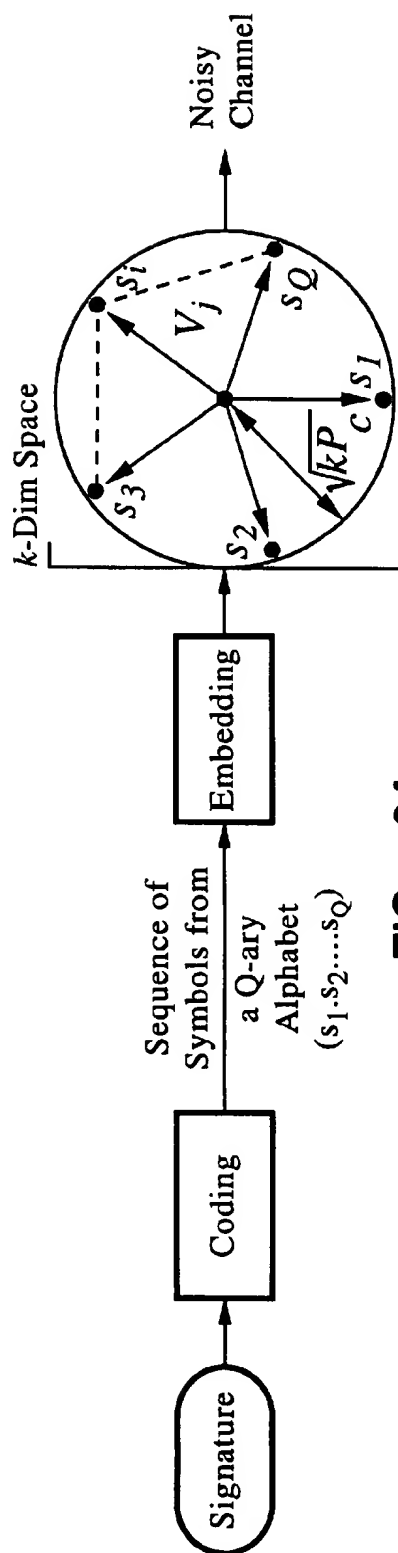 Signature
Coding
Sequence of
Symbols from
a Q-ary
Alphabet
(s1.s2....sQ)
Embedding
k-Dim Space
s3
si
Vj
s2
sQ
√kP
c
s1
Noisy
Channel